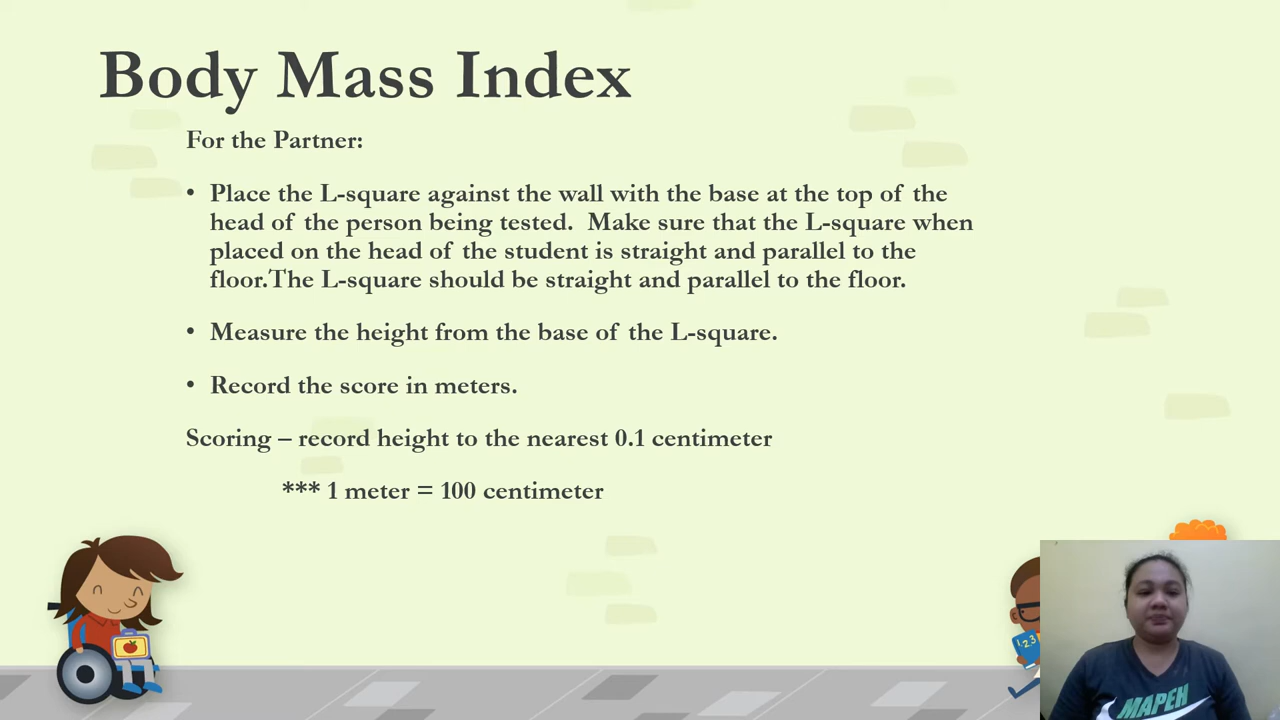 Body Mass Index
For the Partner:
• Place the L-square against the wall with the base at the top of the
head of the person being tested.  Make sure that the L-square when
placed on the head of the student is straight and parallel to the
floor.The L-square should be straight and parallel to the floor.
• Measure the height from the base of the L-square.
• Record the score in meters.
Scoring – record height to the nearest 0.1 centimeter
*** 1 meter = 100 centimeter
123
MAPEH